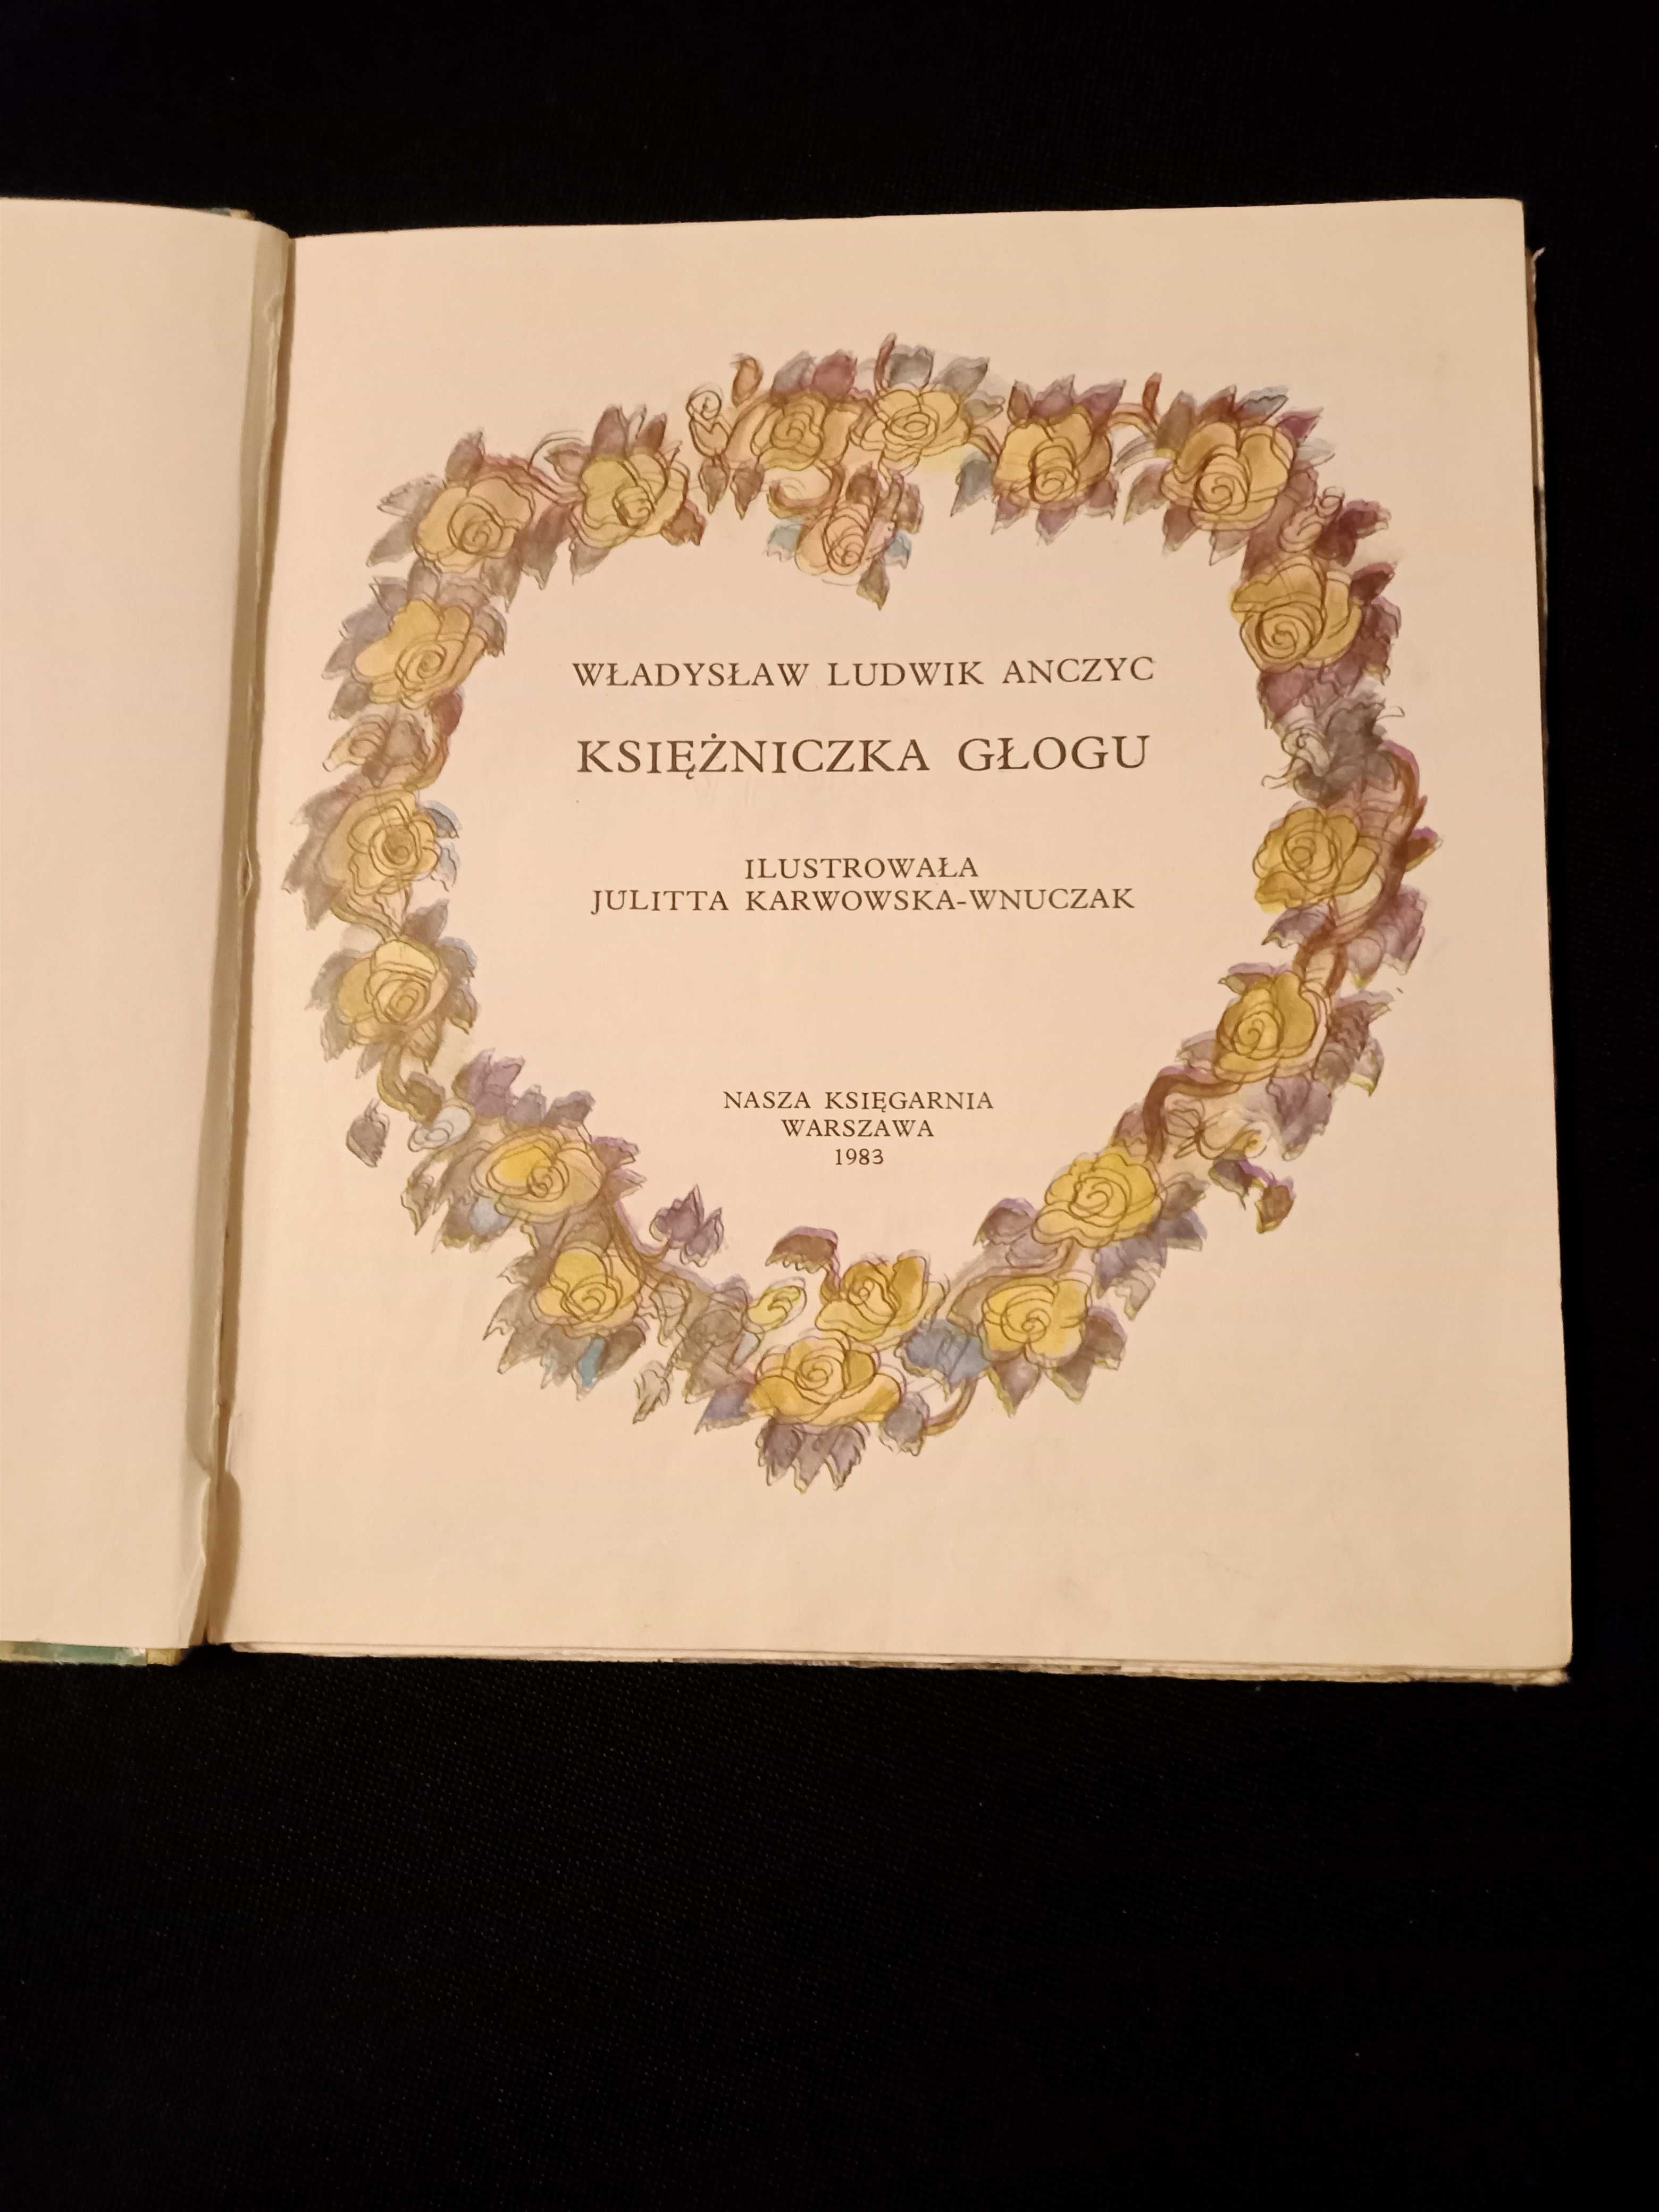 WŁADYSŁAW LUDWIK ANCZYC
KSIĘŻNICZKA GŁOGU
ILUSTROWAŁA
JULITTA KARWOWSKA-WNUCZAK
NASZA KSIĘGARNIA
WARSZAWA
1983